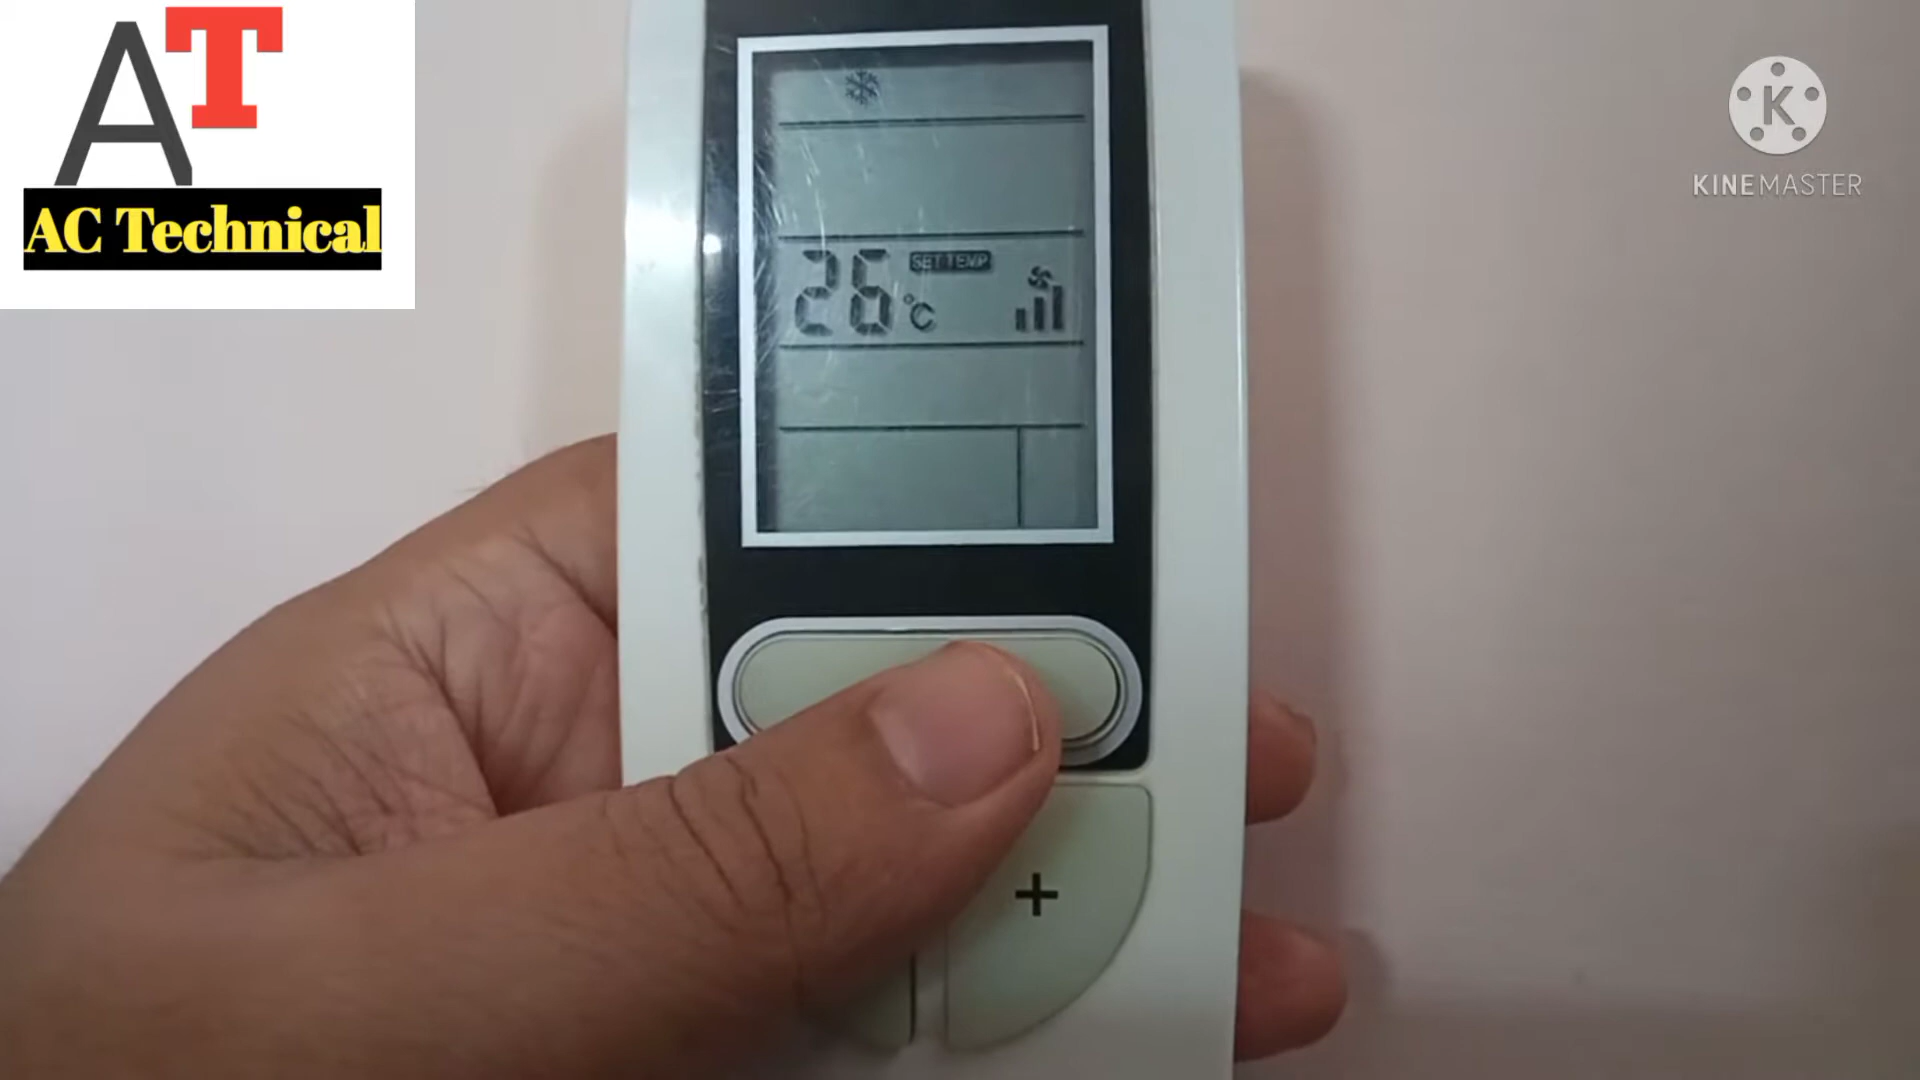 AT
AC Technical
KINEMASTER
K
26 °C SET TEMP
+